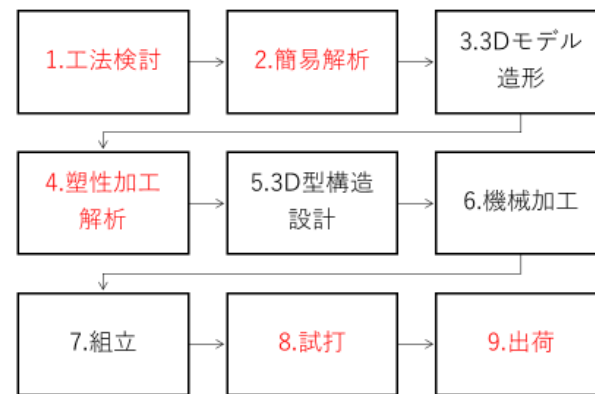 1.工法検討
2.簡易解析
3.3Dモデル
造形
4.塑性加工
解析
5.3D型構造
設計
6.機械加工
7.組立
8.試打
9.出荷